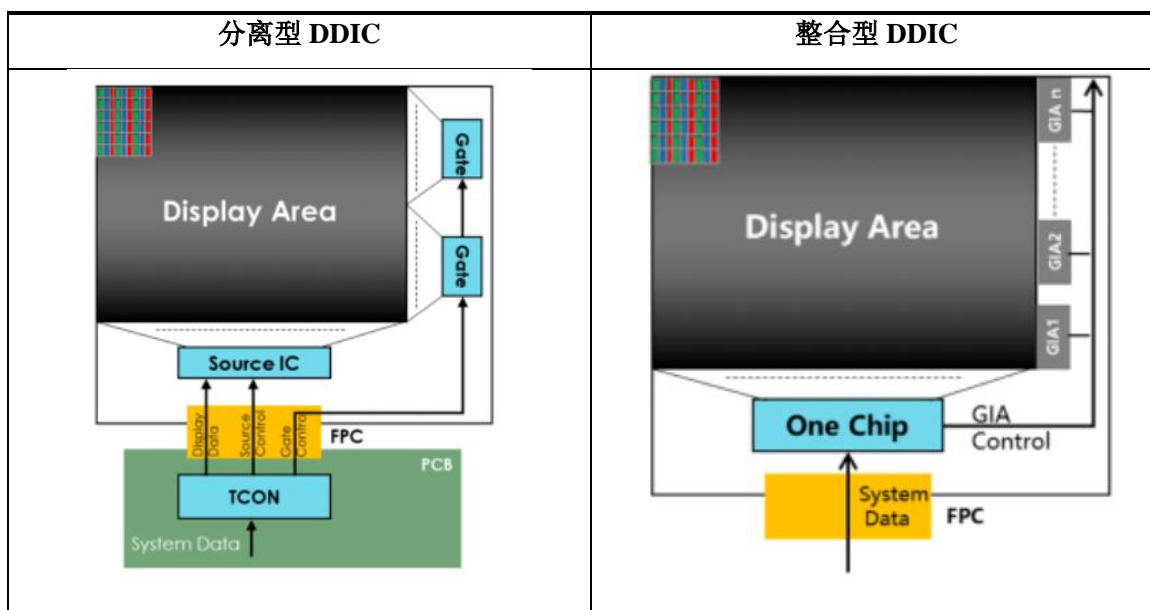 分离型 DDIC
整合型 DDIC
Display Area
Gate
Gate
Source IC
Display
Data
Source
Control
Gate
Control
FPC
PCB
TCON
System Data
Display Area
GIA n
GIA2
GIA1
One Chip
GIA
Control
System
Data
FPC